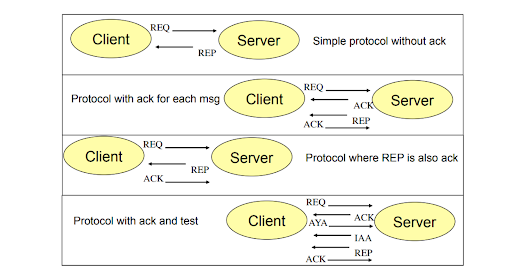 Client REQ REP Server Simple protocol without ack
Protocol with ack for each msg Client REQ ACK REP ACK Server
Client REQ REP ACK Server Protocol where REP is also ack
Protocol with ack and test Client REQ ACK AYA IAA REP ACK Server